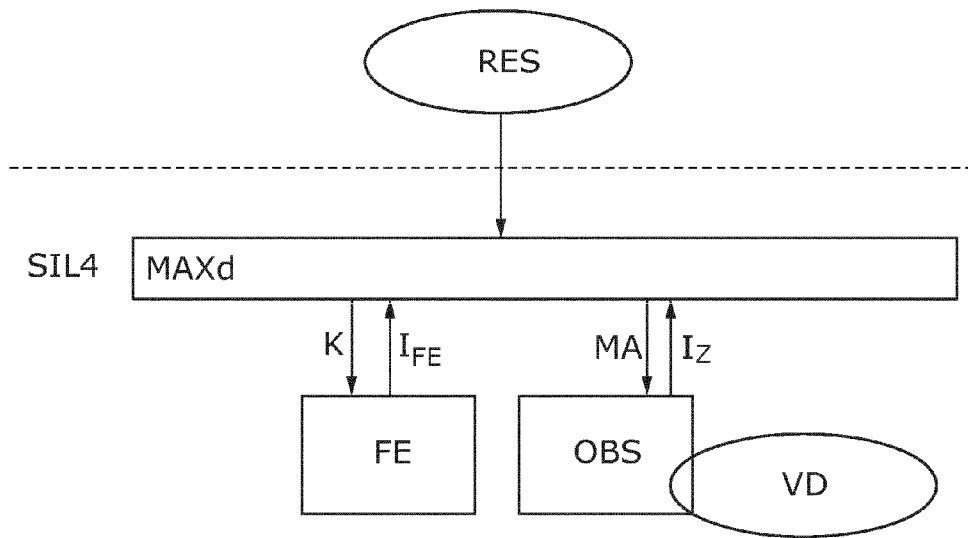 RES
SIL4
MAXd
K
I_FE
MA
I_Z
FE
OBS
VD